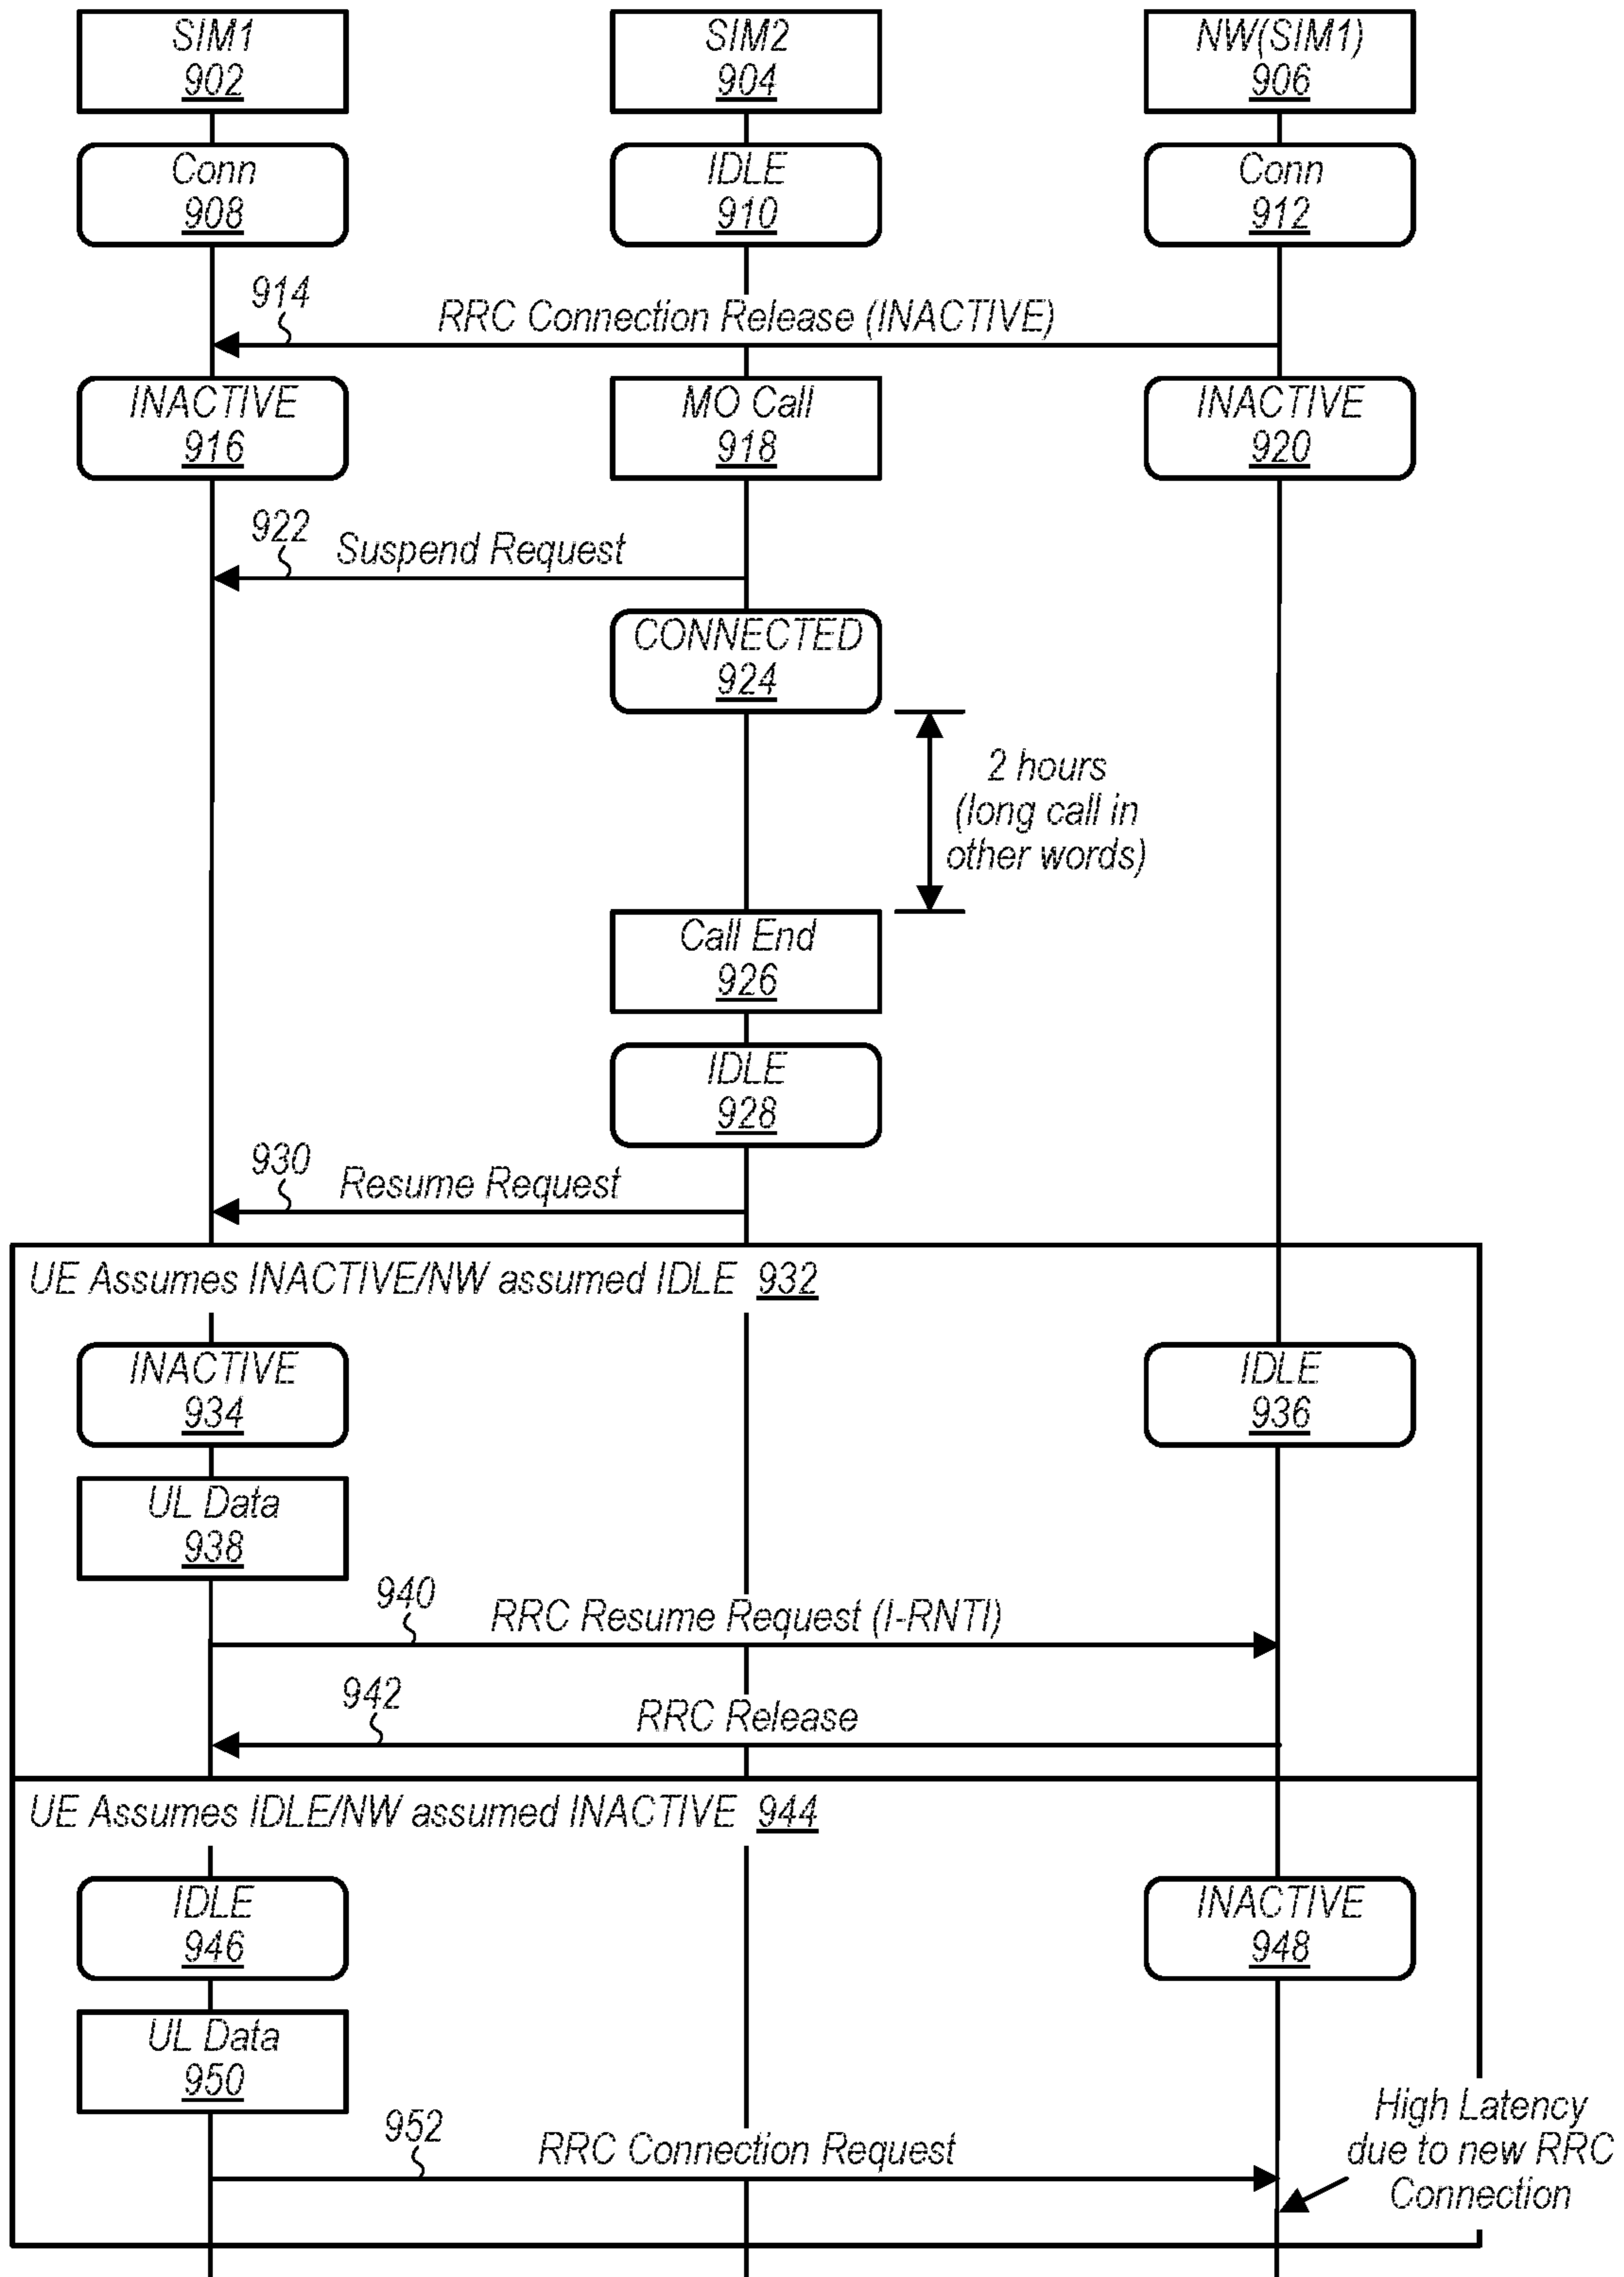 SIM1
902
SIM2
904
NW(SIM1)
906
Conn
908
IDLE
910
Conn
912
914
RRC Connection Release (INACTIVE)
INACTIVE
916
MO Call
918
INACTIVE
920
922
Suspend Request
CONNECTED
924
2 hours
(long call in
other words)
Call End
926
IDLE
928
930
Resume Request
UE Assumes INACTIVE/NW assumed IDLE 932
INACTIVE
934
IDLE
936
UL Data
938
940
RRC Resume Request (I-RNTI)
942
RRC Release
UE Assumes IDLE/NW assumed INACTIVE 944
IDLE
946
INACTIVE
948
UL Data
950
952
RRC Connection Request
High Latency
due to new RRC
Connection